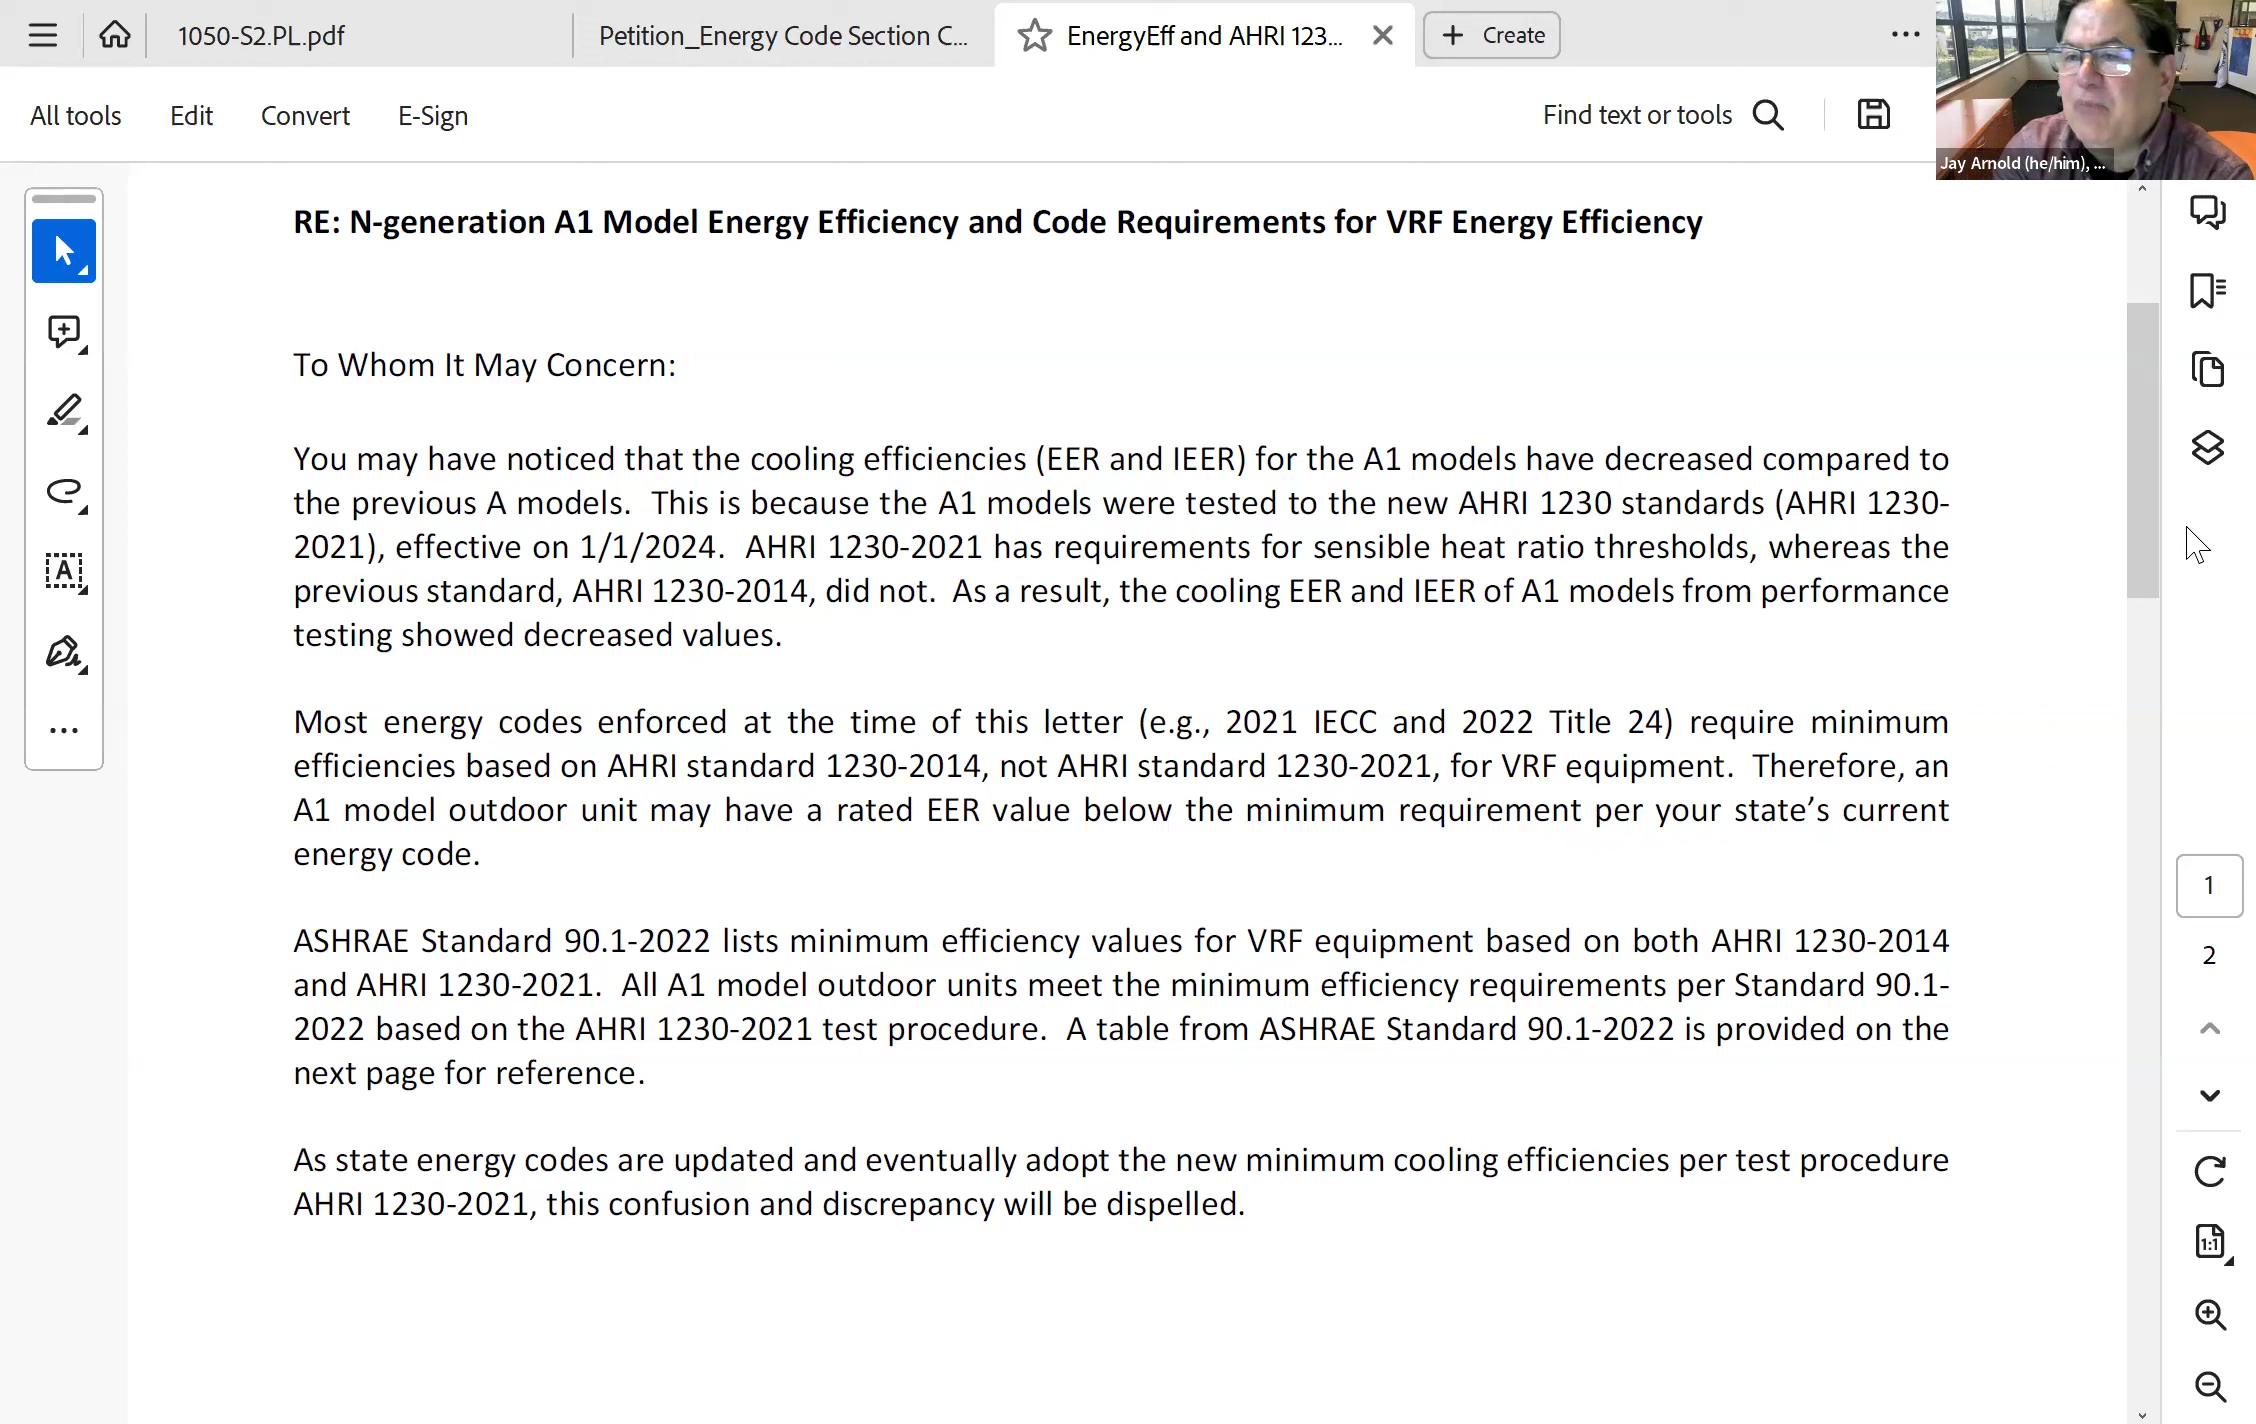 1050-S2.PL.pdf
Petition_Energy Code Section C...
EnergyEff and AHRI 123...
Create
All tools
Edit
Convert
E-Sign
Find text or tools
Jay Arnold (he/him), ...
RE: N-generation A1 Model Energy Efficiency and Code Requirements for VRF Energy Efficiency
To Whom It May Concern:
You may have noticed that the cooling efficiencies (EER and IEER) for the A1 models have decreased compared to
the previous A models. This is because the A1 models were tested to the new AHRI 1230 standards (AHRI 1230-
2021), effective on 1/1/2024. AHRI 1230-2021 has requirements for sensible heat ratio thresholds, whereas the
previous standard, AHRI 1230-2014, did not. As a result, the cooling EER and IEER of A1 models from performance
testing showed decreased values.
Most energy codes enforced at the time of this letter (e.g., 2021 IECC and 2022 Title 24) require minimum
efficiencies based on AHRI standard 1230-2014, not AHRI standard 1230-2021, for VRF equipment. Therefore, an
A1 model outdoor unit may have a rated EER value below the minimum requirement per your state’s current
energy code.
ASHRAE Standard 90.1-2022 lists minimum efficiency values for VRF equipment based on both AHRI 1230-2014
and AHRI 1230-2021. All A1 model outdoor units meet the minimum efficiency requirements per Standard 90.1-
2022 based on the AHRI 1230-2021 test procedure. A table from ASHRAE Standard 90.1-2022 is provided on the
next page for reference.
As state energy codes are updated and eventually adopt the new minimum cooling efficiencies per test procedure
AHRI 1230-2021, this confusion and discrepancy will be dispelled.
1
2
1:1